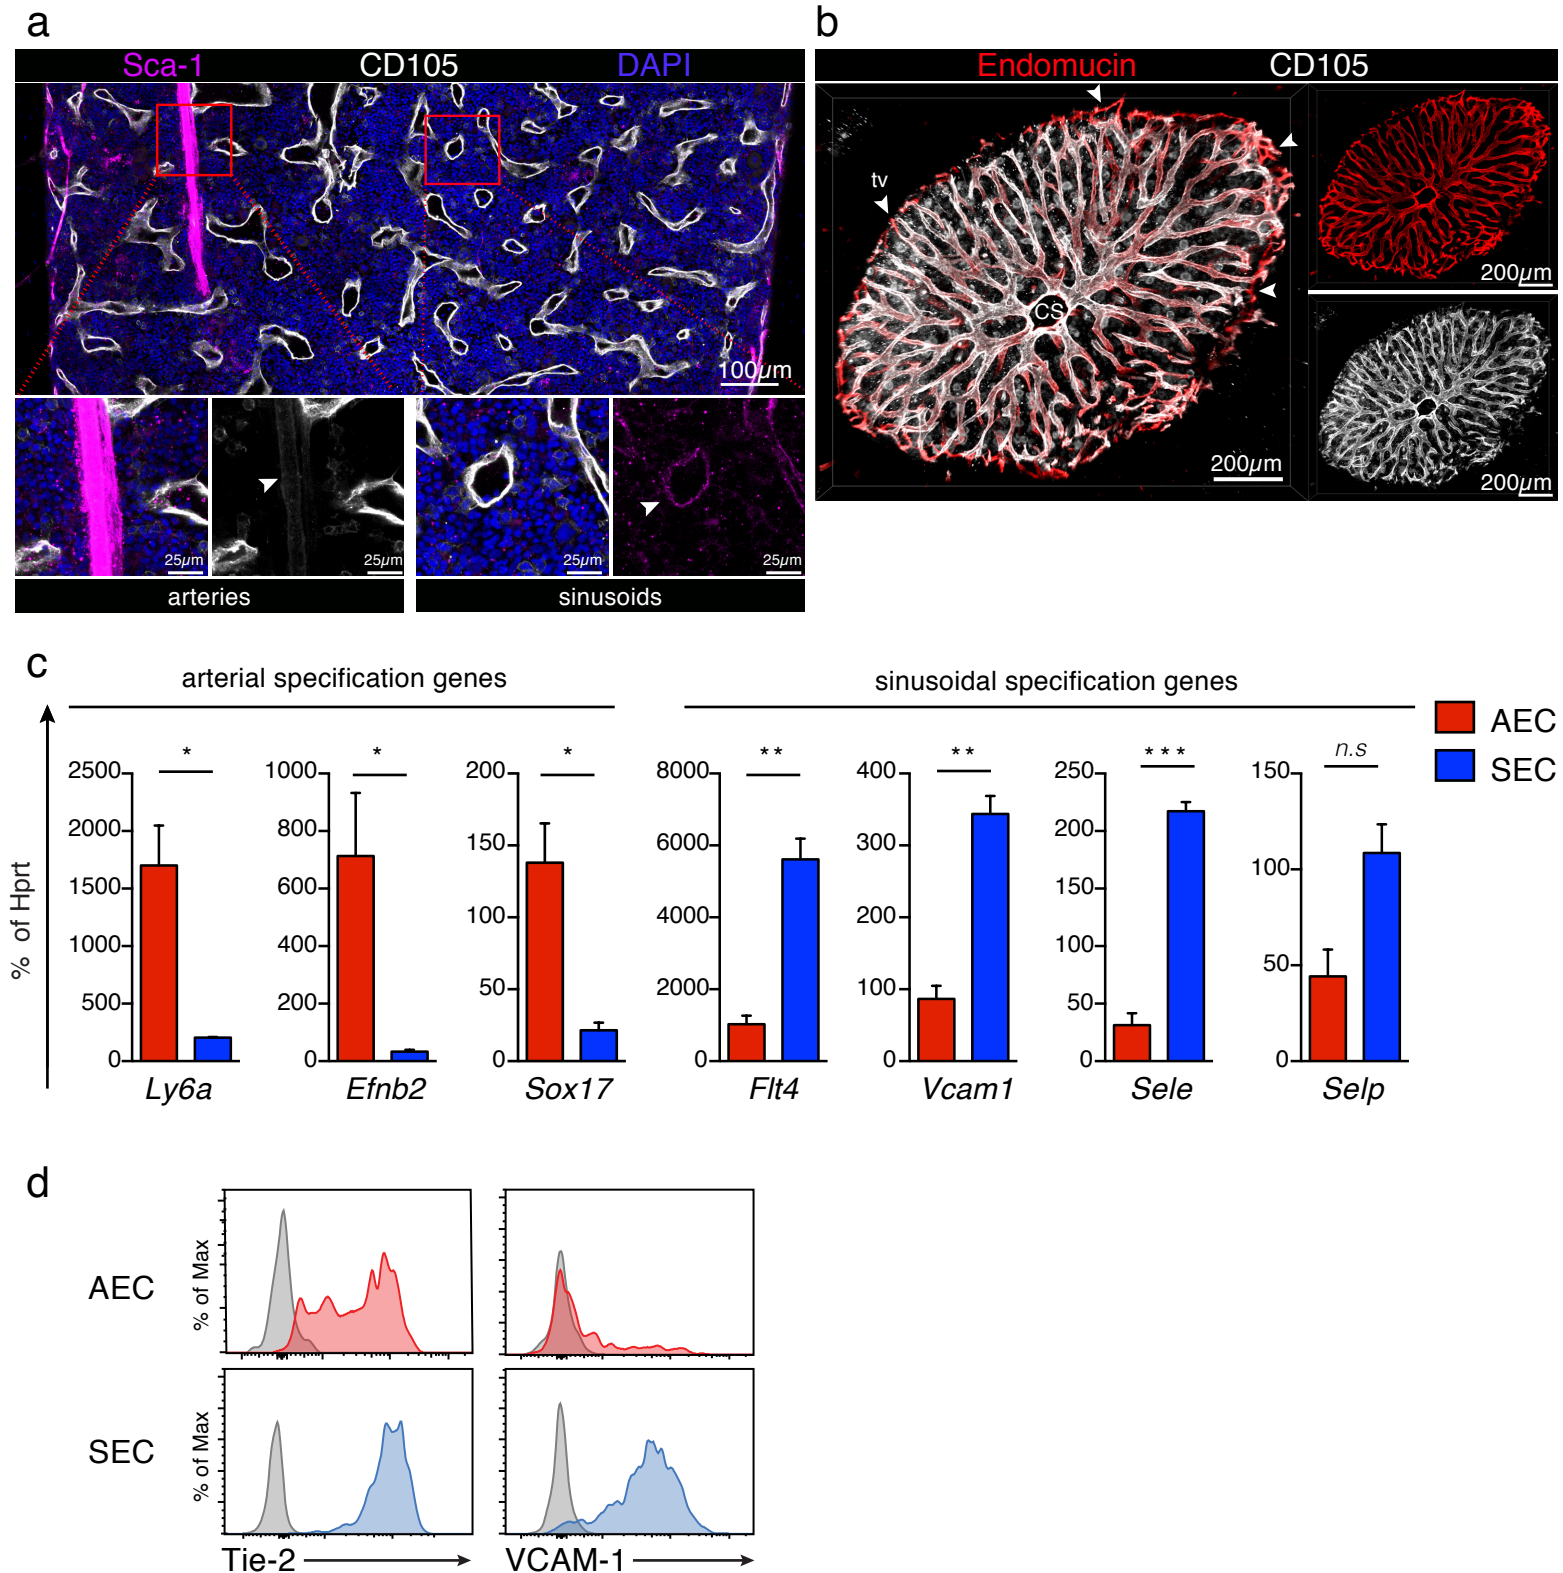 a
Sca-1 CD105 DAPI
100µm
25µm 25µm 25µm 25µm
arteries sinusoids
b
Endomucin CD105
tv
CS
200µm
200µm
200µm
c
arterial specification genes sinusoidal specification genes
AEC
SEC
% of Hprt
* * * ** ** *** n.s
2500 2000 1500 1000 500 0
Ly6a
1000 800 600 400 200 0
Efnb2
200 150 100 50 0
Sox17
8000 6000 4000 2000 0
Flt4
400 300 200 100 0
Vcam1
250 200 150 100 50 0
Sele
150 100 50 0
Selp
d
AEC
% of Max
SEC
% of Max
Tie-2 VCAM-1